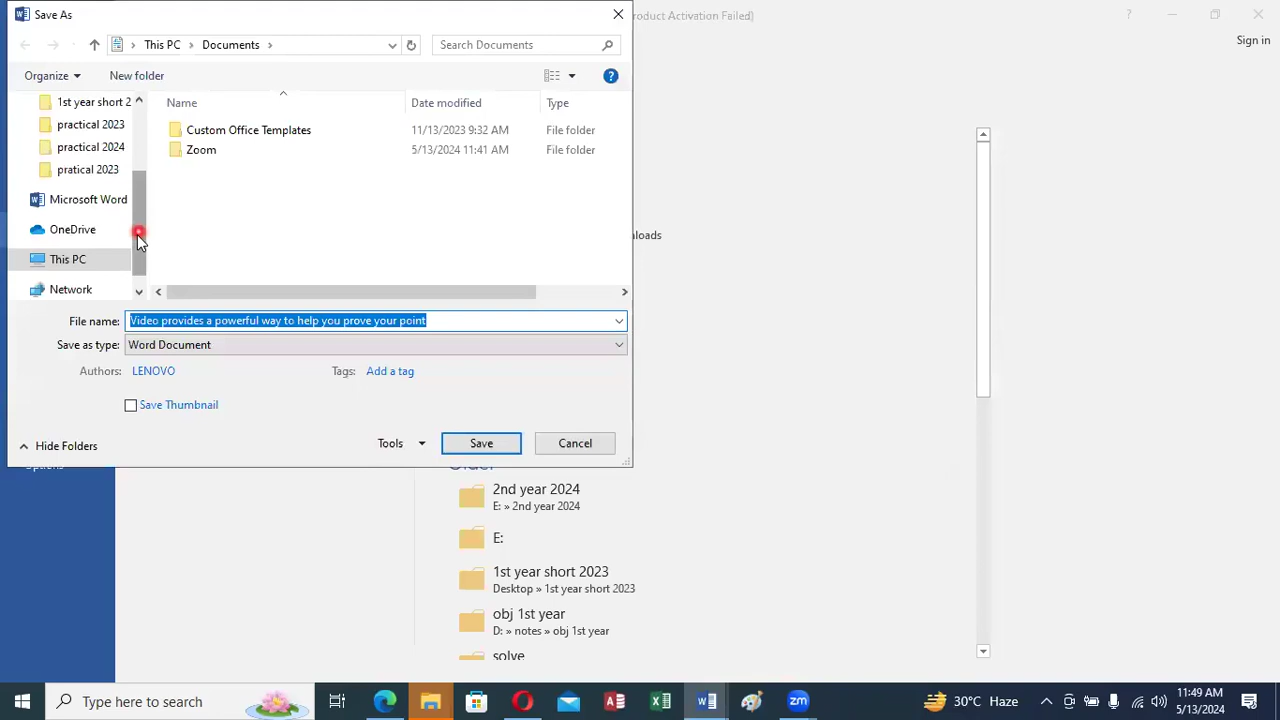 Save As
roduct Activation Failed)
?
Sign in
This PC
Documents
Search Documents
Organize
New folder
?
Name
Date modified
Type
1st year short 2
practical 2023
practical 2024
pratical 2023
Microsoft Word
OneDrive
This PC
Network
Custom Office Templates
11/13/2023 9:32 AM
File folder
Zoom
5/13/2024 11:41 AM
File folder
nloads
File name:
Video provides a powerful way to help you prove your point
Save as type:
Word Document
Authors:
LENOVO
Tags:
Add a tag
Save Thumbnail
Hide Folders
Tools
Save
Cancel
Options
Older
2nd year 2024
E: » 2nd year 2024
E:
1st year short 2023
Desktop » 1st year short 2023
obj 1st year
D: » notes » obj 1st year
solve
Type here to search
zm
30°C Haze
11:49 AM
5/13/2024